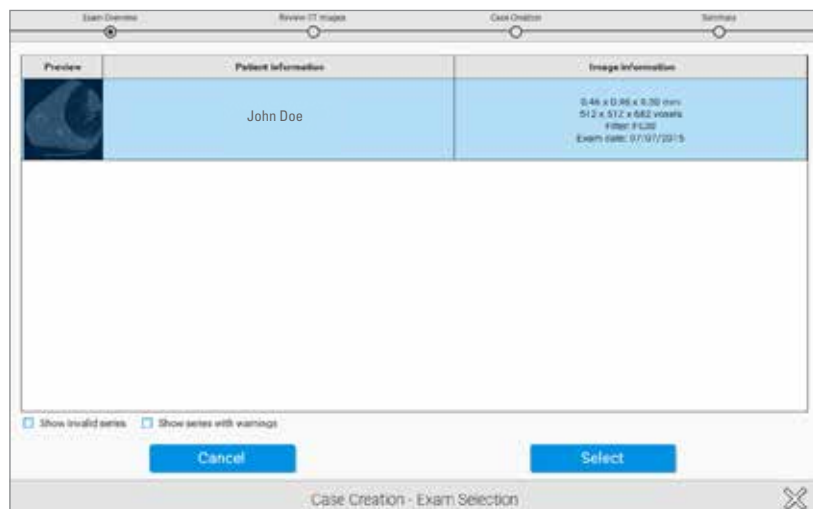 Exam Overview
Review CT Images
Case Creation
Summary
Preview
Patient Information
Image Information
John Doe
0.46 x 0.46 x 0.30 mm
512 x 512 x 682 voxels
Filter:
Exam date: 07/07/2015
Show invalid series
Show series with warnings
Cancel
Select
Case Creation - Exam Selection